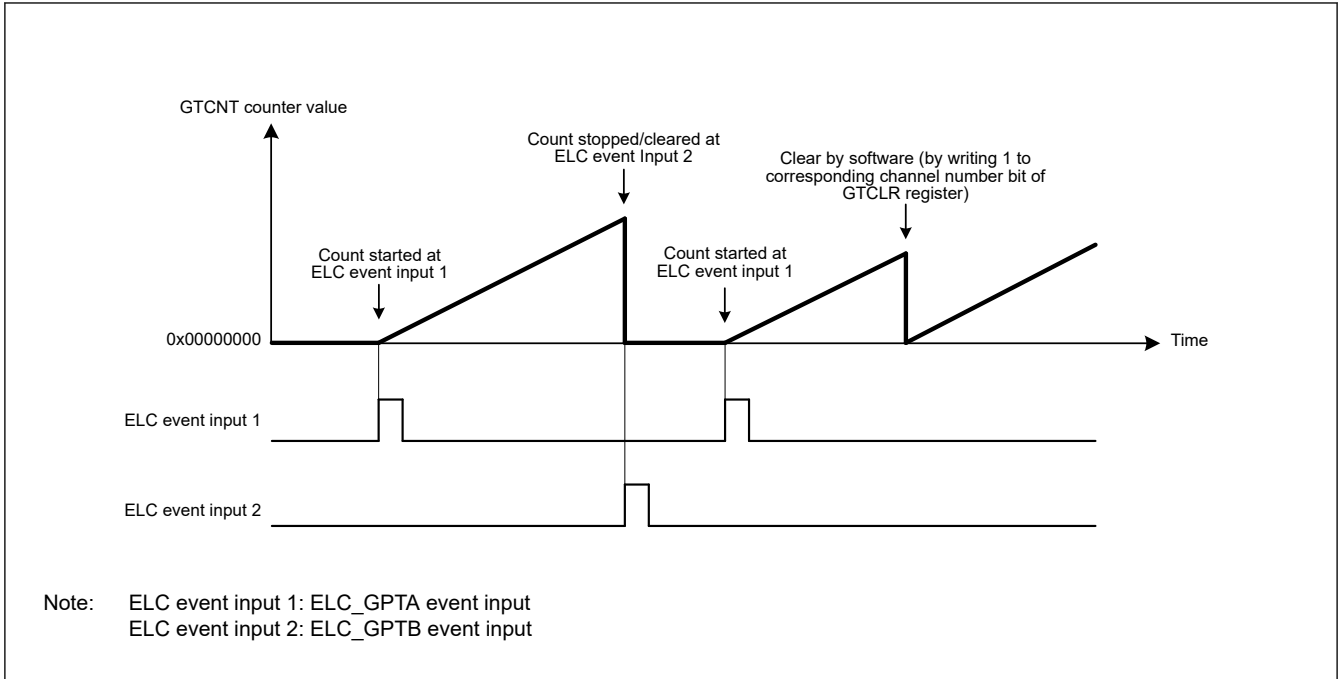 GTCNT counter value
Count stopped/cleared at
ELC event Input 2
Clear by software (by writing 1 to
corresponding channel number bit of
GTCLR register)
Count started at
ELC event input 1
Count started at
ELC event input 1
0x00000000
Time
ELC event input 1
ELC event input 2
Note: ELC event input 1: ELC_GPTA event input
ELC event input 2: ELC_GPTB event input